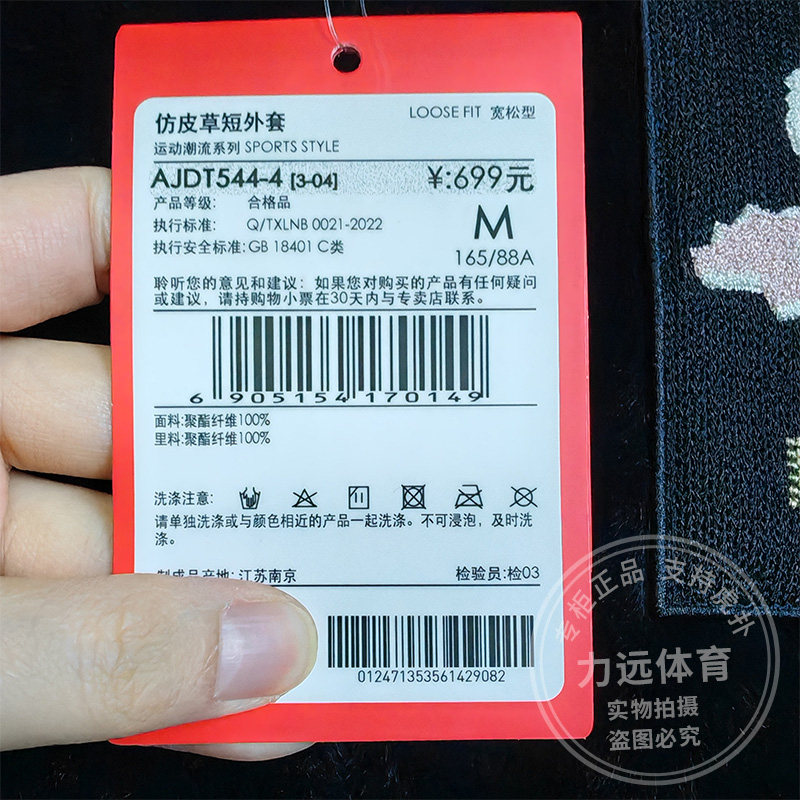 仿皮草短外套
LOOSE FIT 宽松型
运动潮流系列 SPORTS STYLE
AJDT544-4 [3-04]
¥:699元
产品等级: 合格品
执行标准: Q/TXLNB 0021-2022
M
执行安全标准:GB 18401 C类
165/88A
聆听您的意见和建议: 如果您对购买的产品有任何疑问
或建议, 请持购物小票在30天内与专卖店联系。
6 905154 170149
面料:聚酯纤维100%
里料:聚酯纤维100%
洗涤注意:
请单独洗涤或与颜色相近的产品一起洗涤。不可浸泡, 及时洗
涤。
制成品产地: 江苏南京
检验员:检03
012471353561429082
专柜正品 支持虎扑
力远体育
实物拍摄
盗图必究